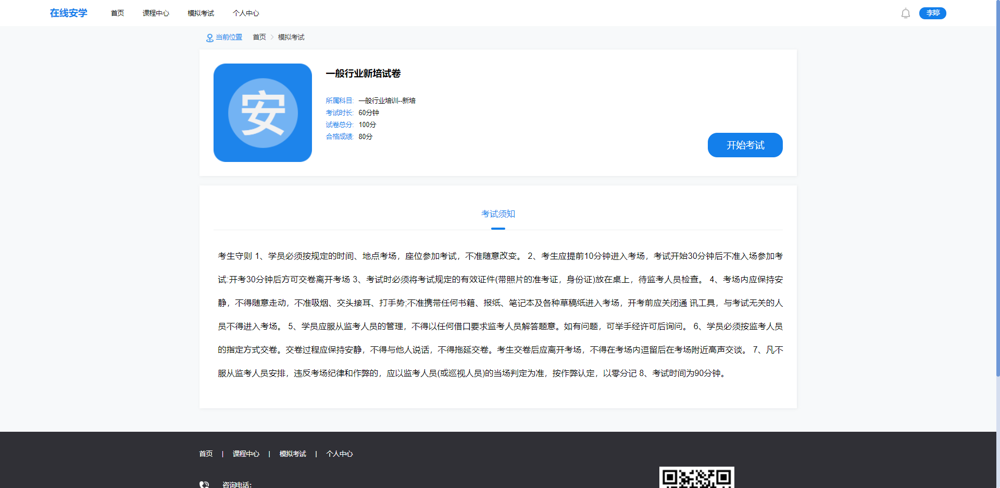 在线安学 首页 课程中心 模拟考试 个人中心 李婷
当前位置 首页 > 模拟考试
安
一般行业新培试卷
所属科目: 一般行业培训--新培
考试时长: 60分钟
试卷总分: 100分
合格成绩: 80分
开始考试
考试须知
考生守则 1、学员必须按规定的时间、地点考场，座位参加考试，不准随意改变。 2、考生应提前10分钟进入考场，考试开始30分钟后不准入场参加考
试:开考30分钟后方可交卷离开考场 3、考试时必须将考试规定的有效证件(带照片的准考证，身份证)放在桌上，待监考人员检查。 4、考场内应保持安
静，不得随意走动，不准吸烟、交头接耳、打手势;不准携带任何书籍、报纸、笔记本及各种草稿纸进入考场，开考前应关闭通 讯工具，与考试无关的人
员不得进入考场。 5、学员应服从监考人员的管理，不得以任何借口要求监考人员解答题意。如有问题，可举手经许可后询问。 6、学员必须按监考人员
的指定方式交卷。交卷过程应保持安静，不得与他人说话，不得拖延交卷。考生交卷后应离开考场，不得在考场内逗留后在考场附近高声交谈。 7、凡不
服从监考人员安排，违反考场纪律和作弊的，应以监考人员(或巡视人员)的当场判定为准，按作弊认定，以零分记 8、考试时间为90分钟。
首页 | 课程中心 | 模拟考试 | 个人中心
咨询电话: